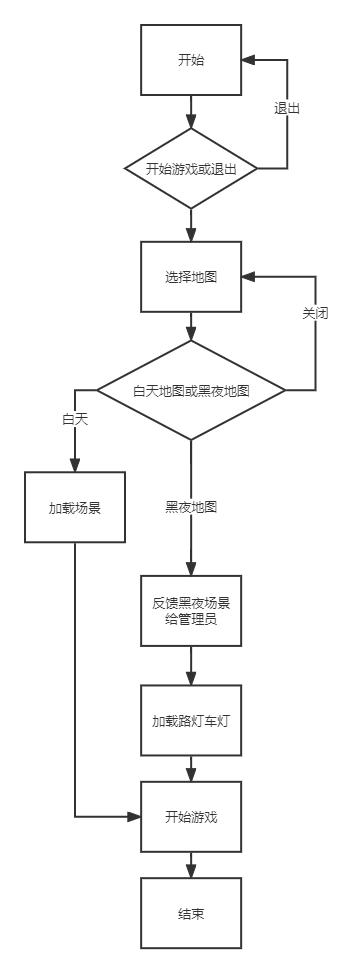 开始
退出
开始游戏或退出
选择地图
关闭
白天地图或黑夜地图
白天
加载场景
黑夜地图
反馈黑夜场景
给管理员
加载路灯车灯
开始游戏
结束